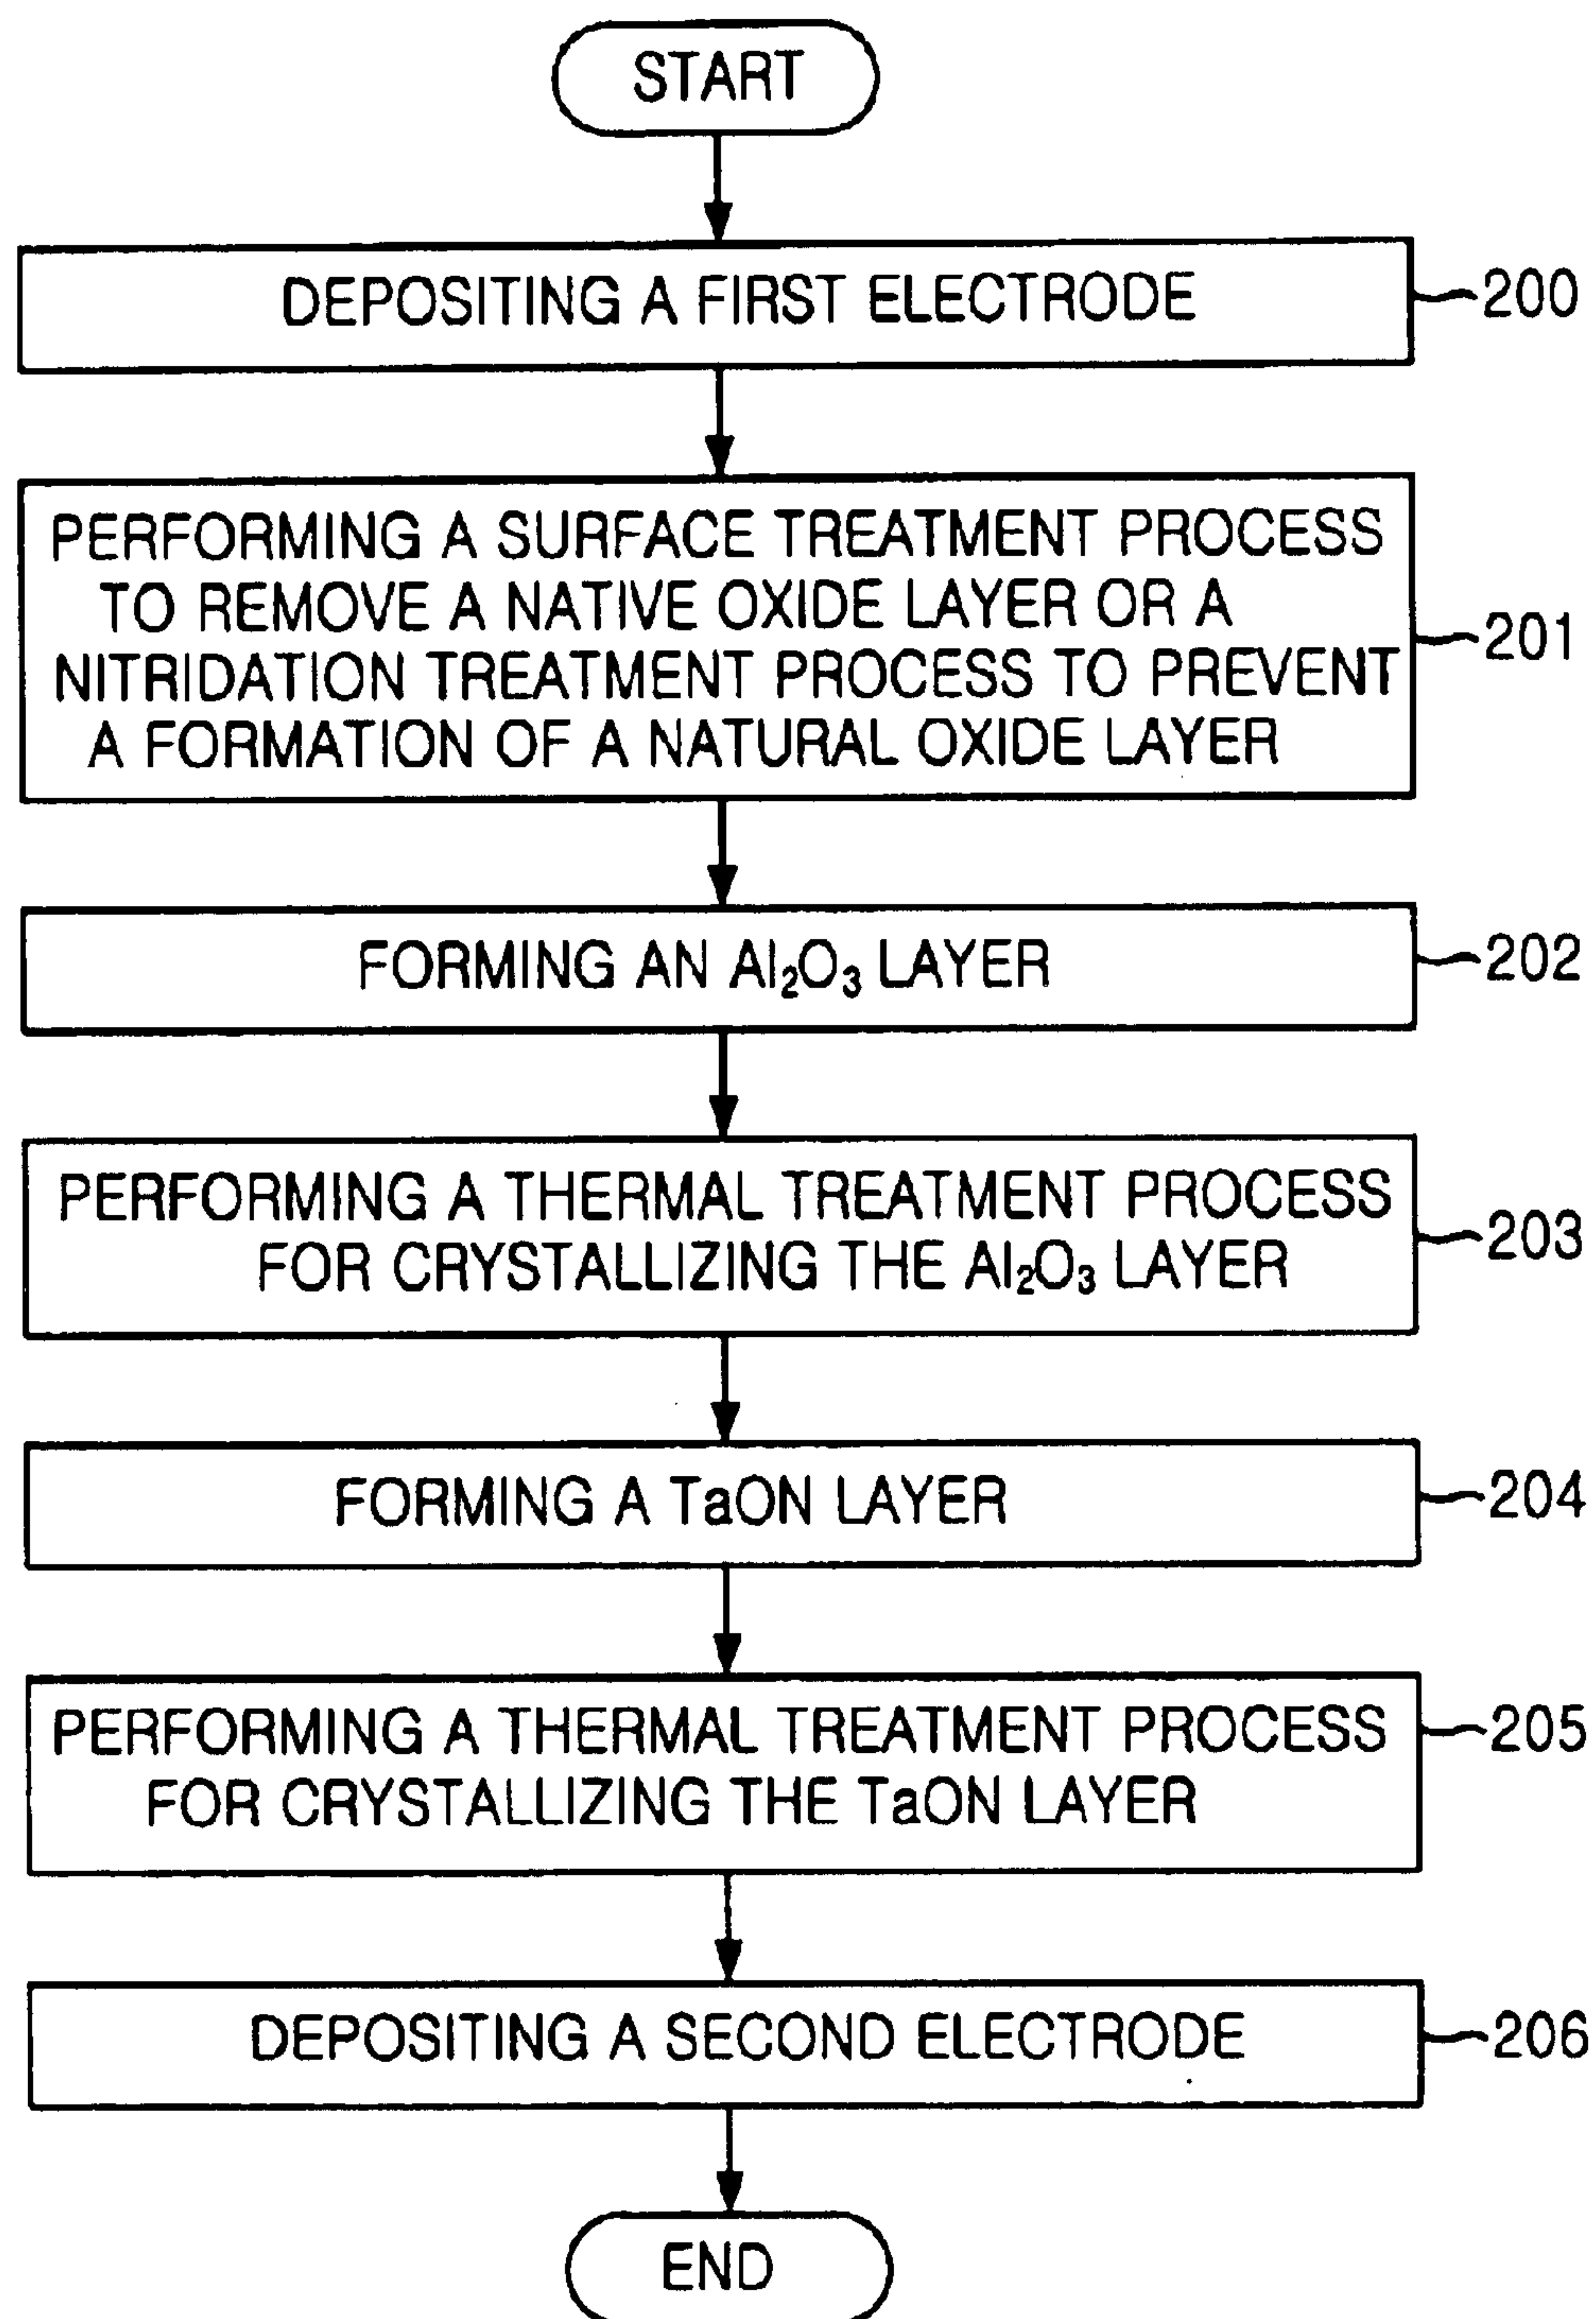 START
DEPOSITING A FIRST ELECTRODE
200
PERFORMING A SURFACE TREATMENT PROCESS
TO REMOVE A NATIVE OXIDE LAYER OR A
NITRIDATION TREATMENT PROCESS TO PREVENT
A FORMATION OF A NATURAL OXIDE LAYER
201
FORMING AN Al₂O₃ LAYER
202
PERFORMING A THERMAL TREATMENT PROCESS
FOR CRYSTALLIZING THE Al₂O₃ LAYER
203
FORMING A TaON LAYER
204
PERFORMING A THERMAL TREATMENT PROCESS
FOR CRYSTALLIZING THE TaON LAYER
205
DEPOSITING A SECOND ELECTRODE
206
END